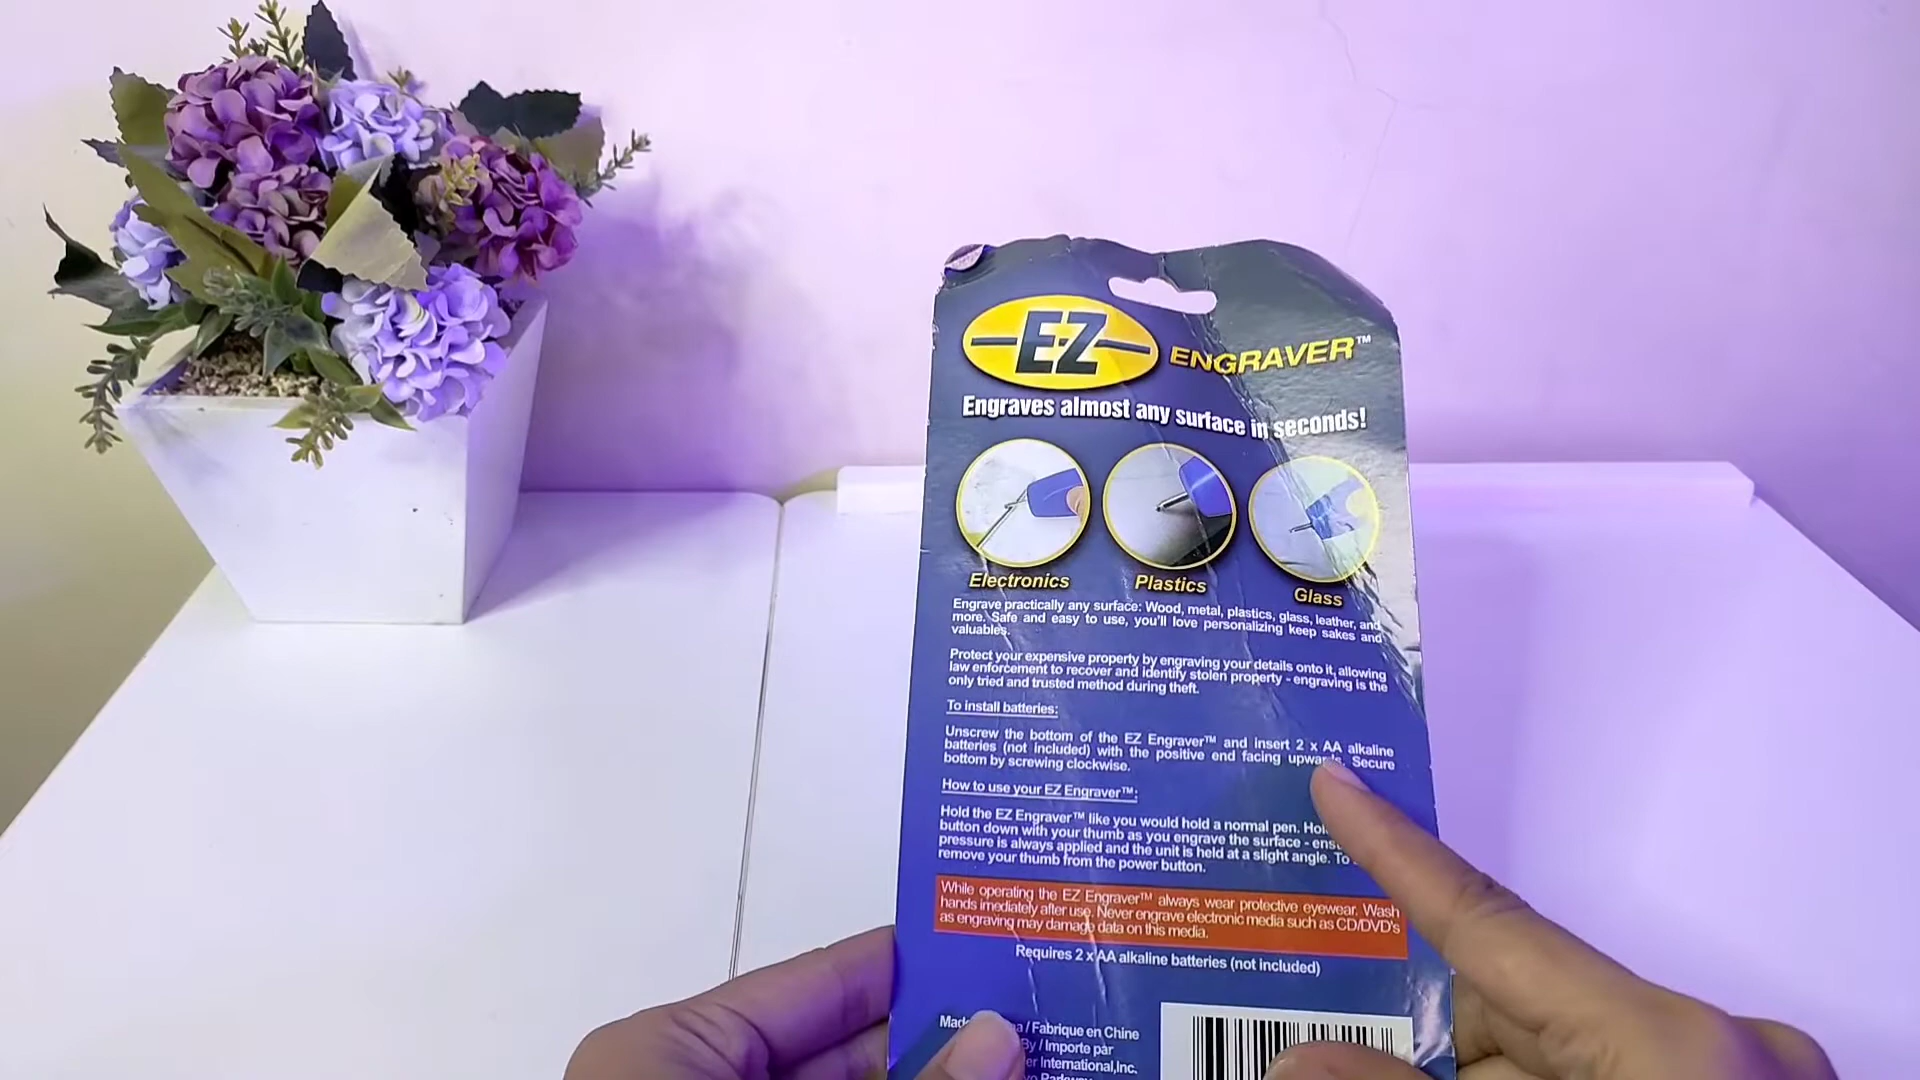 EZ ENGRAVER™
Engraves almost any surface in seconds!
Electronics Plastics Glass
Engrave practically any surface: Wood, metal, plastics, glass, leather, and
more. Safe and easy to use, you'll love personalizing keep sakes and
valuables.
Protect your expensive property by engraving your details onto it, allowing
law enforcement to recover and identify stolen property - engraving is the
only tried and trusted method during theft.
To install batteries:
Unscrew the bottom of the EZ Engraver™ and insert 2 x AA alkaline
batteries (not included) with the positive end facing upwards. Secure
bottom by screwing clockwise.
How to use your EZ Engraver™:
Hold the EZ Engraver™ like you would hold a normal pen.
button down with your thumb as you engrave the surface -
pressure is always applied and the unit is held at a slight angle. To
remove your thumb from the power button.
While operating the EZ Engraver™ always wear protective eyewear. Wash
hands imediately after use. Never engrave electronic media such as CD/DVD's
as engraving may damage data on this media.
Requires 2 x AA alkaline batteries (not included)
/ Fabrique en Chine
By / Importe par
International,Inc.